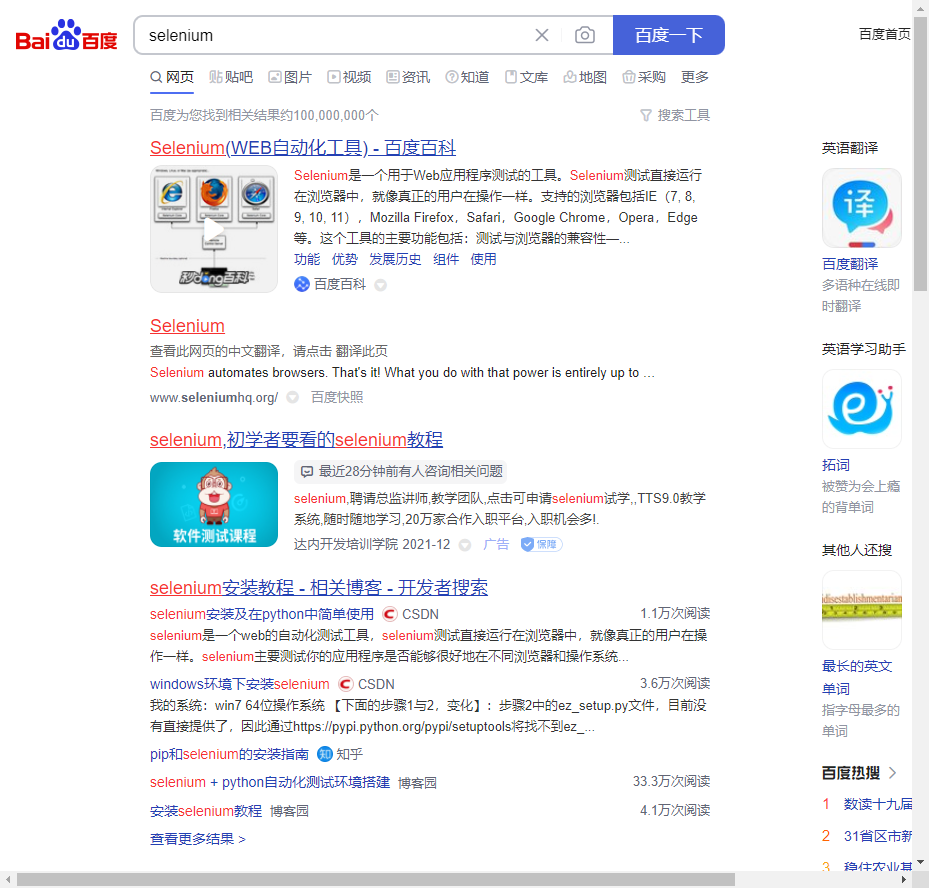 Bai du 百度
selenium
百度一下
百度首页
网页 贴吧 图片 视频 资讯 知道 文库 地图 采购 更多
百度为您找到相关结果约100,000,000个
搜索工具
Selenium(WEB自动化工具) - 百度百科
Selenium是一个用于Web应用程序测试的工具。Selenium测试直接运行
在浏览器中，就像真正的用户在操作一样。支持的浏览器包括IE（7, 8,
9, 10, 11），Mozilla Firefox，Safari，Google Chrome，Opera，Edge
等。这个工具的主要功能包括：测试与浏览器的兼容性—...
功能 优势 发展历史 组件 使用
秒dong百科
百度百科
Selenium
查看此网页的中文翻译，请点击 翻译此页
Selenium automates browsers. That's it! What you do with that power is entirely up to …
www.seleniumhq.org/ 百度快照
selenium,初学者要看的selenium教程
软件测试课程
最近28分钟前有人咨询相关问题
selenium,聘请总监讲师,教学团队,点击可申请selenium试学,,TTS9.0教学
系统,随时随地学习,20万家合作入职平台,入职机会多!.
达内开发培训学院 2021-12 广告 保障
selenium安装教程 - 相关博客 - 开发者搜索
selenium安装及在python中简单使用 CSDN 1.1万次阅读
selenium是一个web的自动化测试工具，selenium测试直接运行在浏览器中，就像真正的用户在操
作一样。selenium主要测试你的应用程序是否能够很好地在不同浏览器和操作系统...
windows环境下安装selenium CSDN 3.6万次阅读
我的系统：win7 64位操作系统 【下面的步骤1与2，变化】：步骤2中的ez_setup.py文件，目前没
有直接提供了，因此通过https://pypi.python.org/pypi/setuptools将找不到ez_...
pip和selenium的安装指南 知 知乎
selenium + python自动化测试环境搭建 博客园 33.3万次阅读
安装selenium教程 博客园 4.1万次阅读
查看更多结果 >
英语翻译
译
百度翻译
多语种在线即
时翻译
英语学习助手
拓词
被赞为会上瘾
的背单词
其他人还搜
disestablishmentarian
最长的英文
单词
指字母最多的
单词
百度热搜
1 数读十九届
2 31省区市新
3 稳住农业基